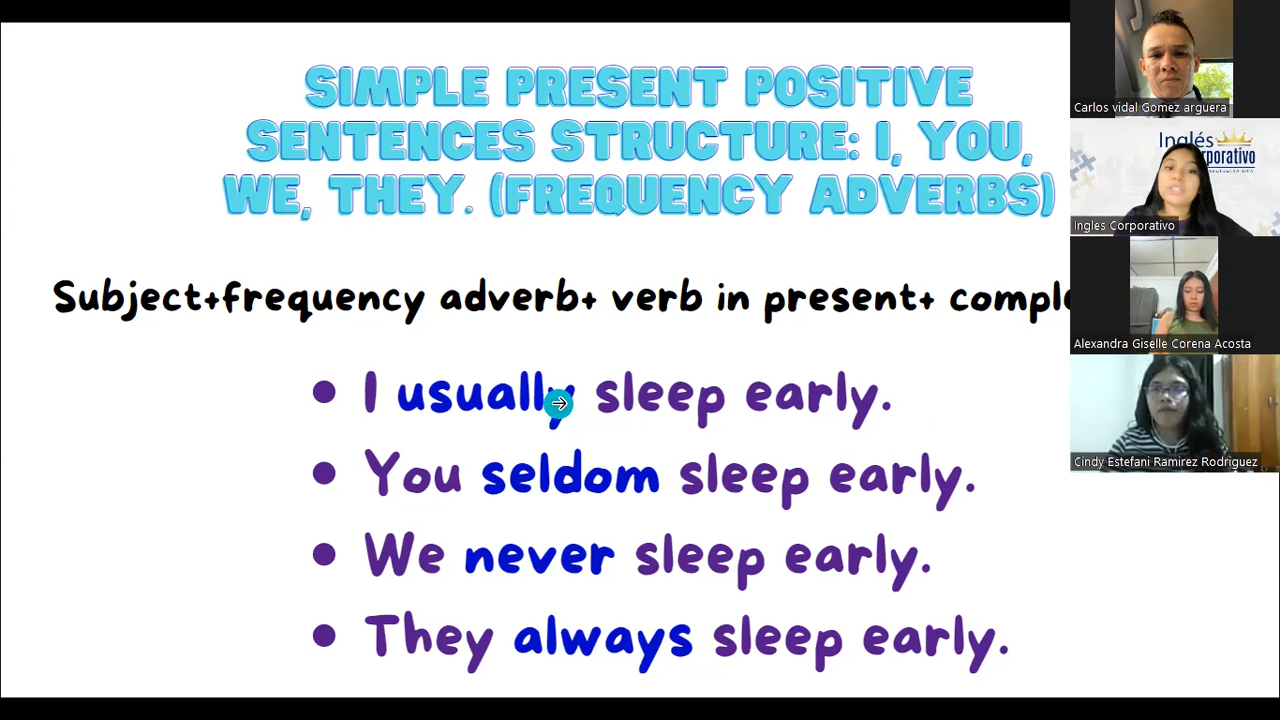 SIMPLE PRESENT POSITIVE
SENTENCES STRUCTURE: I, YOU,
WE, THEY. (FREQUENCY ADVERBS)
Subject+frequency adverb+ verb in present+
• I usually sleep early.
• You seldom sleep early.
• We never sleep early.
• They always sleep early.
Carlos vidal Gomez arguera
Inglés
Ingles Corporativo
Alexandra Giselle Corena Acosta
Cindy Estefani Ramirez Rodriguez